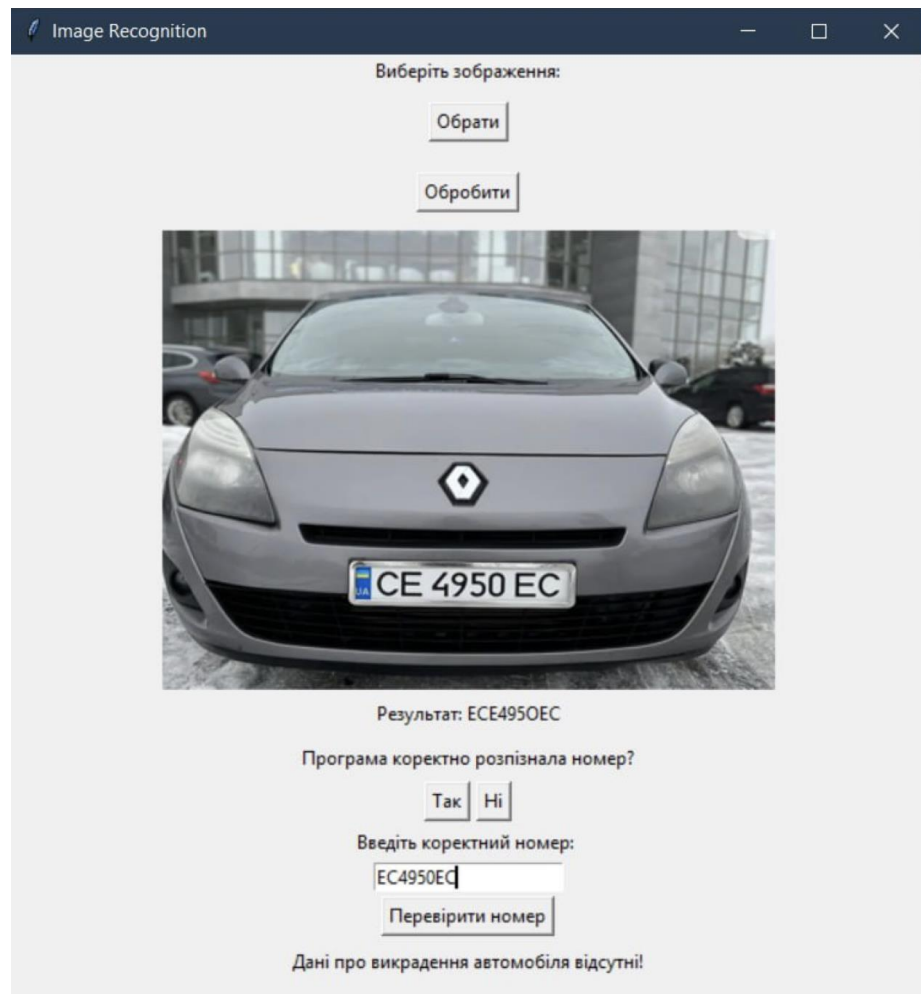 Image Recognition
Виберіть зображення:
Обрати
Обробити
UA CE 4950 EC
Результат: ECE495OEC
Програма коректно розпізнала номер?
Так Ні
Введіть коректний номер:
EC4950EC
Перевірити номер
Дані про викрадення автомобіля відсутні!